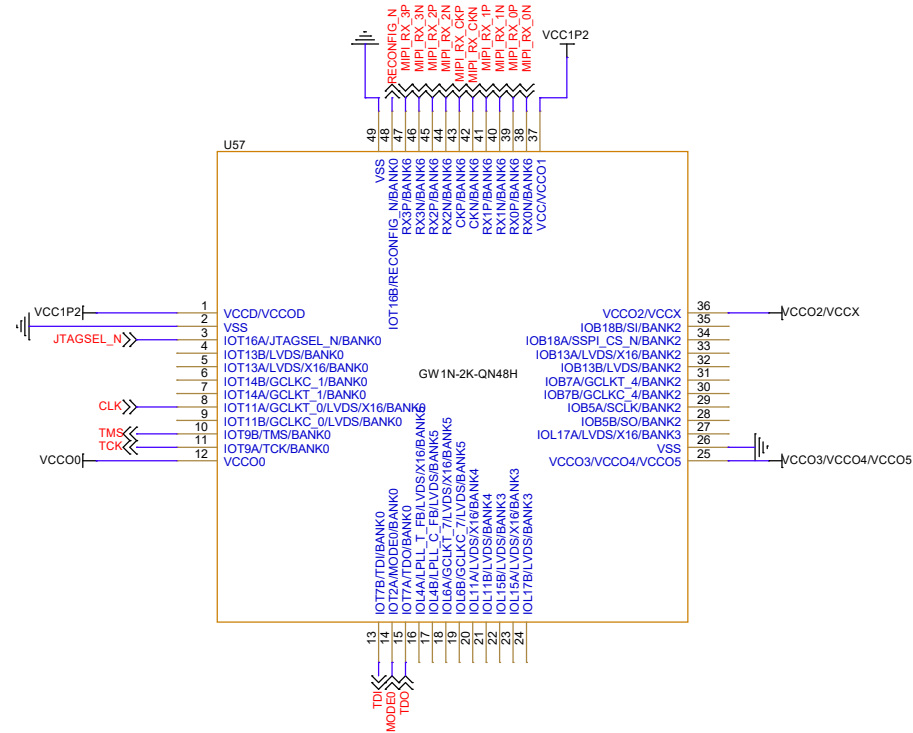 RECONFIG_N
MIPI_RX_3P
MIPI_RX_3N
MIPI_RX_2P
MIPI_RX_2N
MIPI_RX_CKP
MIPI_RX_CKN
MIPI_RX_1P
MIPI_RX_1N
MIPI_RX_0P
MIPI_RX_0N
VCC1P2
49
48
47
46
45
44
43
42
41
40
39
38
37
U57
VSS
IOT16B/RECONFIG_N/BANK0
RX3P/BANK6
RX3N/BANK6
RX2P/BANK6
RX2N/BANK6
CKP/BANK6
CKN/BANK6
RX1P/BANK6
RX1N/BANK6
RX0P/BANK6
RX0N/BANK6
VCC/VCCO1
VCC1P2
1 VCCD/VCCOD
2 VSS
JTAGSEL_N 3 IOT16A/JTAGSEL_N/BANK0
4 IOT13B/LVDS/BANK0
5 IOT13A/LVDS/X16/BANK0
6 IOT14B/GCLKC_1/BANK0
7 IOT14A/GCLKT_1/BANK0
CLK 8 IOT11A/GCLKT_0/LVDS/X16/BANK0
9 IOT11B/GCLKC_0/LVDS/BANK0
TMS 10 IOT9B/TMS/BANK0
TCK 11 IOT9A/TCK/BANK0
VCCO0 12 VCCO0
GW1N-2K-QN48H
VCCO2/VCCX 36 VCCO2/VCCX
IOB18B/SI/BANK2 35
IOB18A/SSPI_CS_N/BANK2 34
IOB13A/LVDS/X16/BANK2 33
IOB13B/LVDS/BANK2 32
IOB7A/GCLKT_4/BANK2 31
IOB7B/GCLKC_4/BANK2 30
IOB5A/SCLK/BANK2 29
IOB5B/SO/BANK2 28
IOL17A/LVDS/X16/BANK3 27
VSS 26
VCCO3/VCCO4/VCCO5 25 VCCO3/VCCO4/VCCO5
IOT7B/TDI/BANK0
IOT2A/MODE0/BANK0
IOT7A/TDO/BANK0
IOL4A/LPLL_T_FB/LVDS/X16/BANK5
IOL4B/LPLL_C_FB/LVDS/BANK5
IOL6A/GCLKT_7/LVDS/X16/BANK5
IOL6B/GCLKC_7/LVDS/BANK5
IOL11A/LVDS/X16/BANK4
IOL11B/LVDS/BANK4
IOL15B/LVDS/BANK3
IOL15A/LVDS/X16/BANK3
IOL17B/LVDS/BANK3
13
14
15
16
17
18
19
20
21
22
23
24
TDI
MODE0
TDO